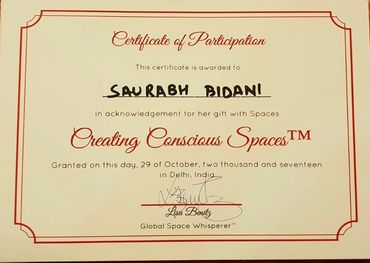 Certificate of Participation
This certificate is awarded to
SAURABH BIDANI
in acknowledgement for her gift with Spaces
Creating Conscious Spaces™
Granted on this day, 29 of October, two thousand and seventeen
in Delhi, India
Lisa Benitz
Global Space Whisperer™